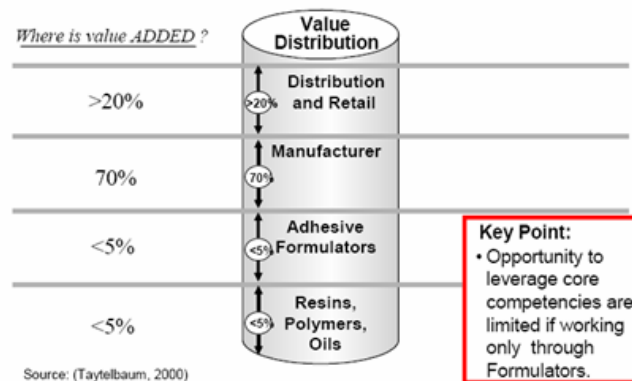 Where is value ADDED ?
Value
Distribution
>20%
>20%
Distribution
and Retail
70%
70%
Manufacturer
<5%
<5%
Adhesive
Formulators
<5%
<5%
Resins,
Polymers,
Oils
Key Point:
• Opportunity to
leverage core
competencies are
limited if working
only through
Formulators.
Source: (Taytelbaum, 2000)